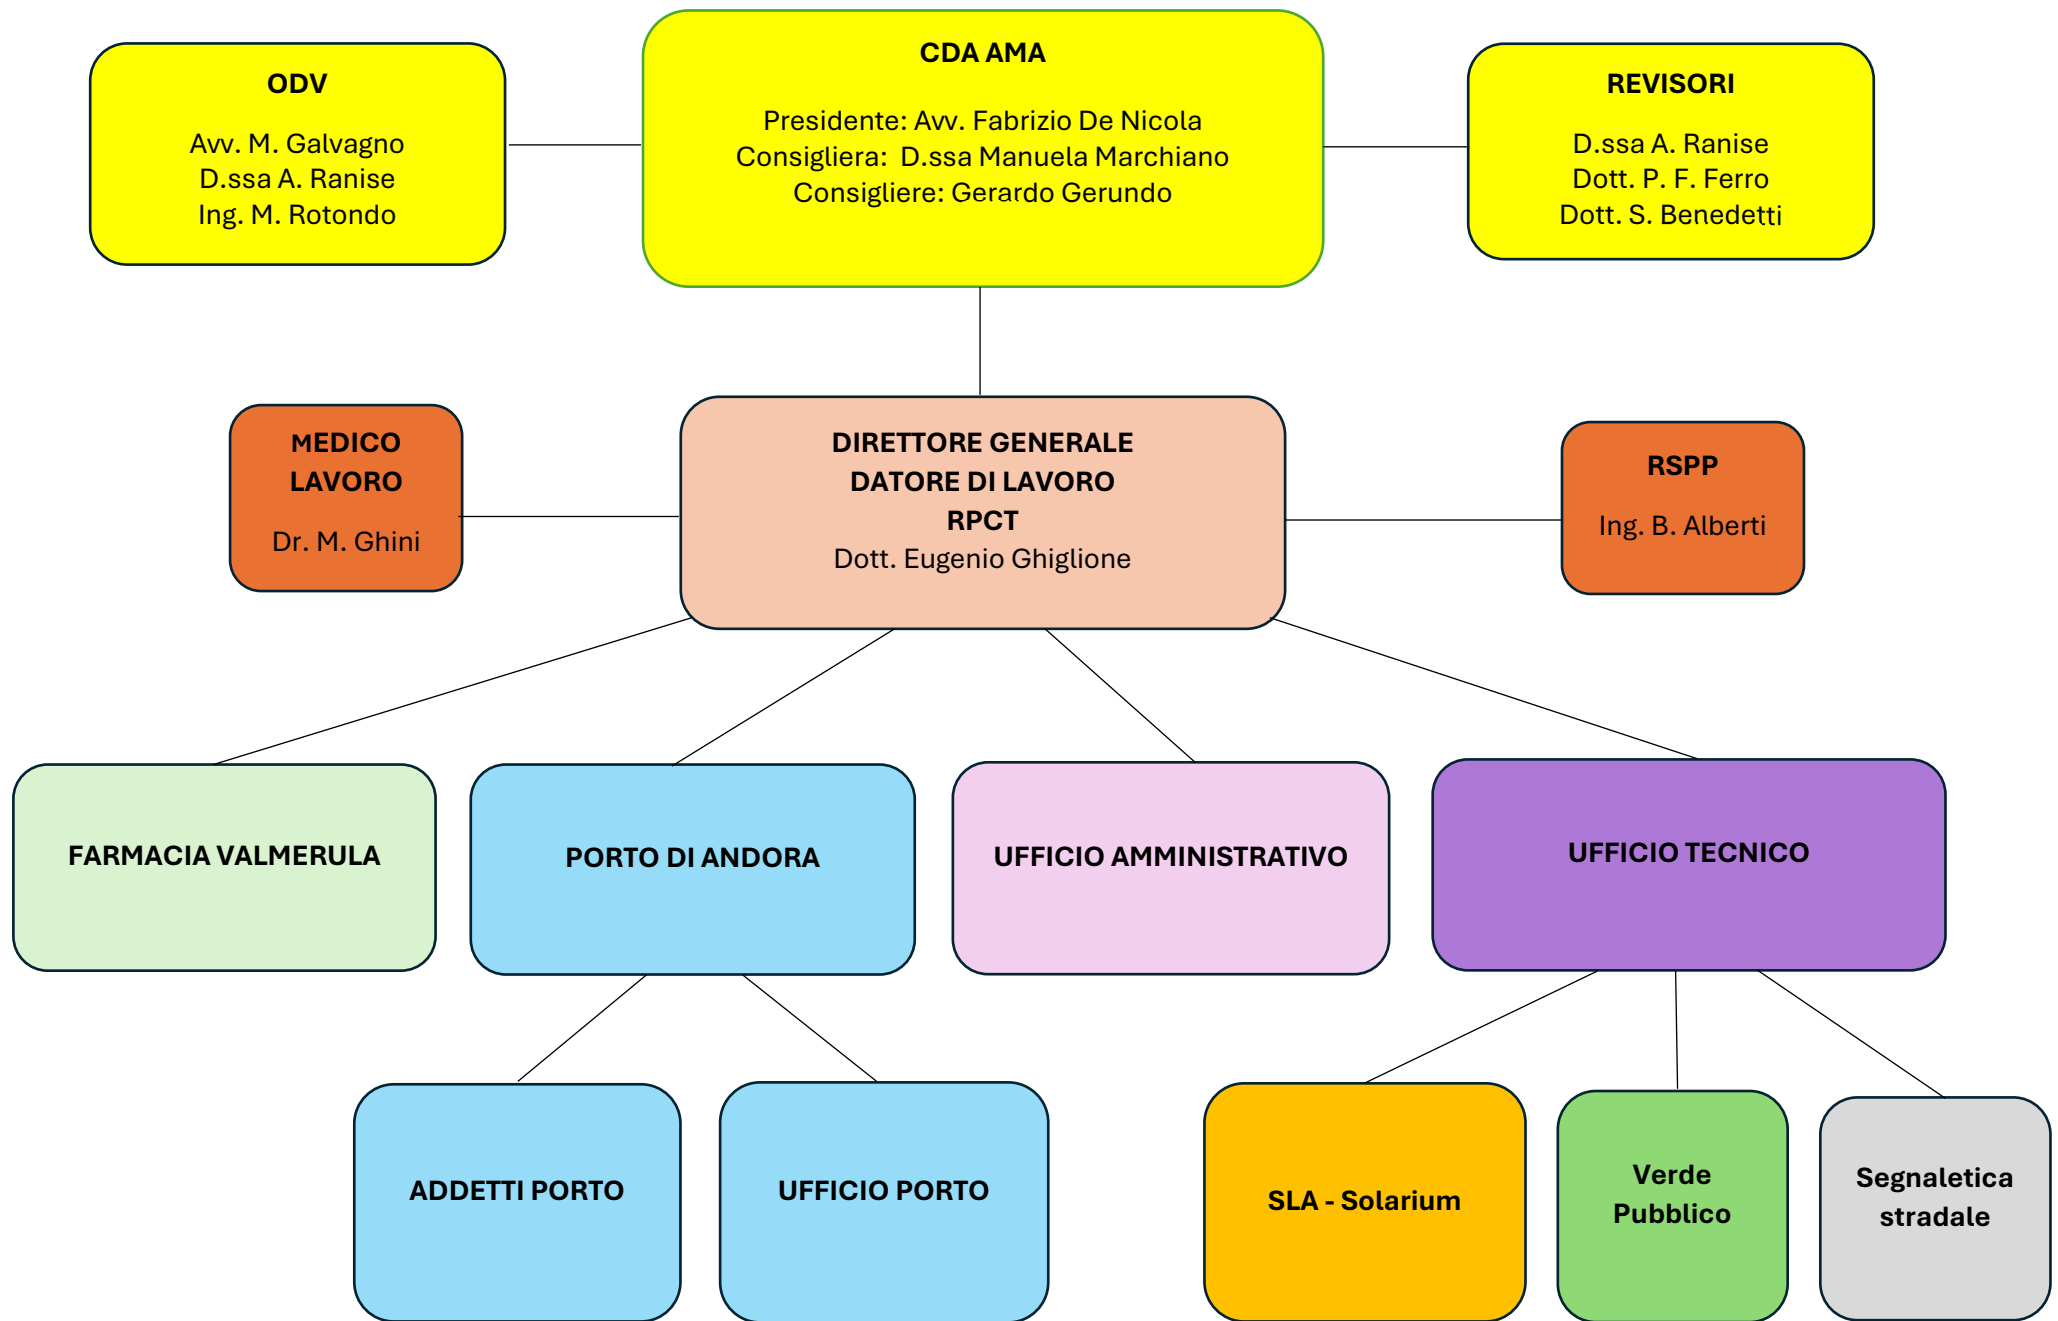 ODV
Avv. M. Galvagno
D.ssa A. Ranise
Ing. M. Rotondo
CDA AMA
Presidente: Avv. Fabrizio De Nicola
Consigliera:  D.ssa Manuela Marchiano
Consigliere: Gerardo Gerundo
REVISORI
D.ssa A. Ranise
Dott. P. F. Ferro
Dott. S. Benedetti
MEDICO
LAVORO
Dr. M. Ghini
DIRETTORE GENERALE
DATORE DI LAVORO
RPCT
Dott. Eugenio Ghiglione
RSPP
Ing. B. Alberti
FARMACIA VALMERULA
PORTO DI ANDORA
UFFICIO AMMINISTRATIVO
UFFICIO TECNICO
ADDETTI PORTO
UFFICIO PORTO
SLA - Solarium
Verde
Pubblico
Segnaletica
stradale